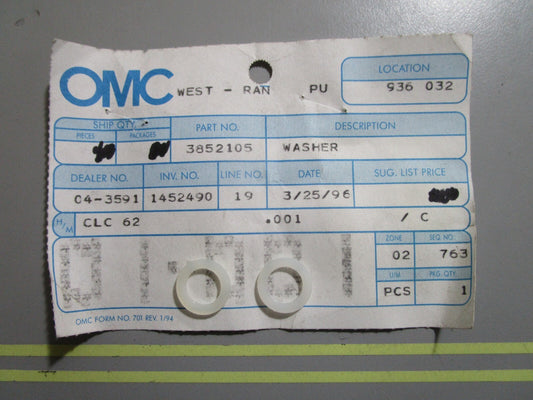 OMC WEST - RAN PU
LOCATION
936 032
SHIP QTY.
PIECES PACKAGES
PART NO. DESCRIPTION
3852105 WASHER
DEALER NO. INV. NO. LINE NO. DATE SUG. LIST PRICE
04-3591 1452490 19 3/25/96
H/M CLC 62 .001 / C
ZONE SEQ. NO.
02 763
U/M PKG. QTY.
PCS 1
OMC FORM NO. 701 REV. 1/94